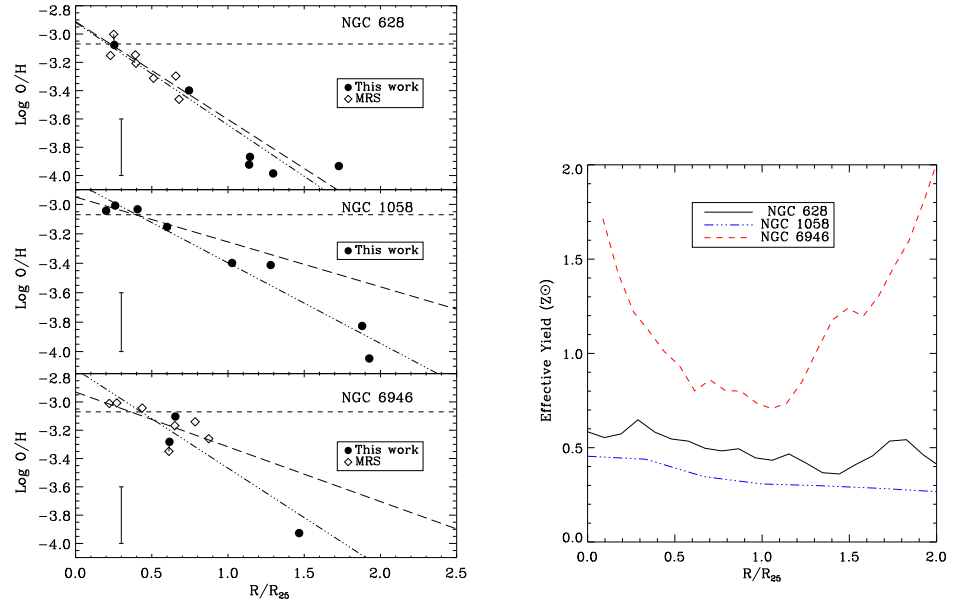 NGC 628
Log O/H
-2.8
-3.0
-3.2
-3.4
-3.6
-3.8
-4.0
This work
MRS
NGC 1058
Log O/H
-3.0
-3.2
-3.4
-3.6
-3.8
-4.0
This work
NGC 6946
Log O/H
-2.8
-3.0
-3.2
-3.4
-3.6
-3.8
-4.0
This work
MRS
0.0 0.5 1.0 1.5 2.0 2.5
R/R25
Effective Yield (Z⊙)
2.0
1.5
1.0
0.5
0.0
NGC 628
NGC 1058
NGC 6946
0.0 0.5 1.0 1.5 2.0
R/R25